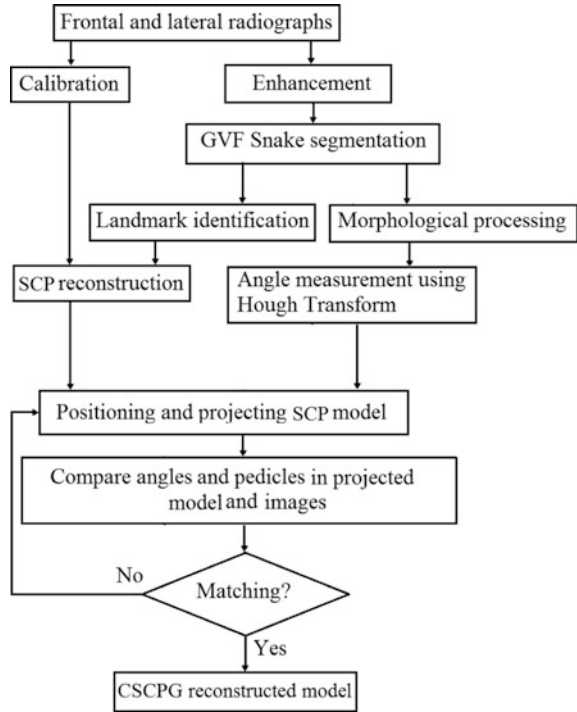 Frontal and lateral radiographs
Calibration
Enhancement
GVF Snake segmentation
Landmark identification
Morphological processing
SCP reconstruction
Angle measurement using
Hough Transform
Positioning and projecting SCP model
Compare angles and pedicles in projected
model and images
No
Matching?
Yes
CSCPG reconstructed model